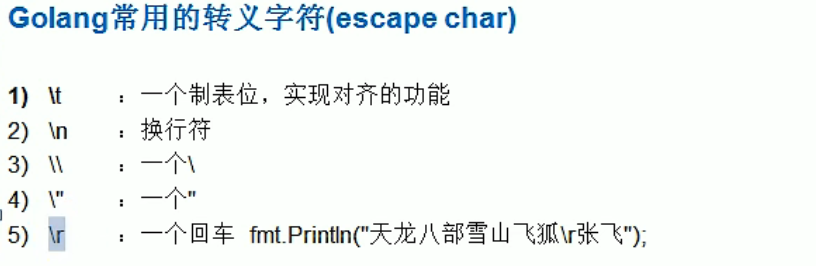 Golang常用的转义字符(escape char)
1) \t ：一个制表位，实现对齐的功能
2) \n ：换行符
3) \\ ：一个\
4) \" ：一个"
5) \r ：一个回车 fmt.Println("天龙八部雪山飞狐\r张飞");